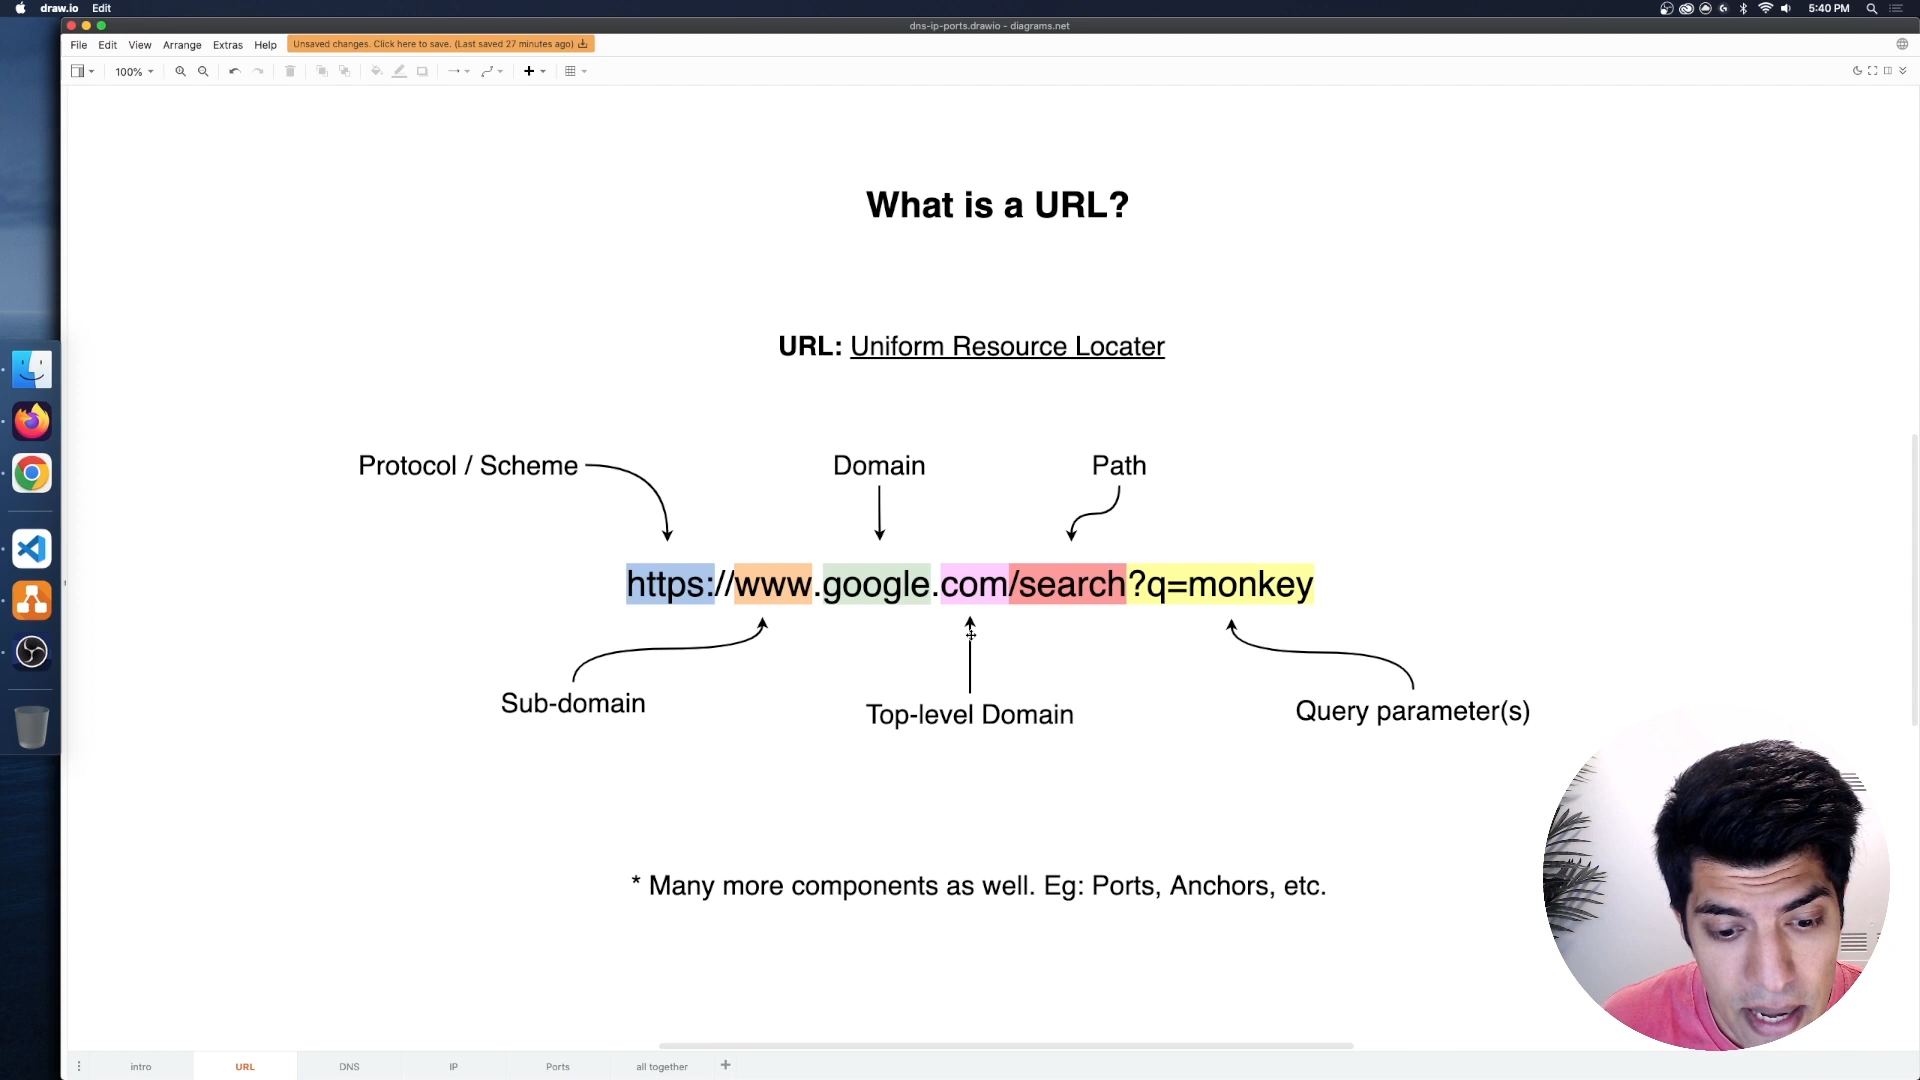 draw.io Edit
5:40 PM
dns-ip-ports.drawio - diagrams.net
File Edit View Arrange Extras Help Unsaved changes. Click here to save. (Last saved 27 minutes ago)
100%
What is a URL?
URL: Uniform Resource Locater
Protocol / Scheme Domain Path
https://www.google.com/search?q=monkey
Sub-domain Top-level Domain Query parameter(s)
* Many more components as well. Eg: Ports, Anchors, etc.
intro URL DNS IP Ports all together